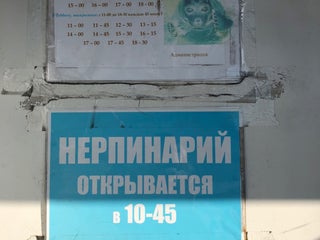 15 - 00 16 - 00 17 - 00 18 - 00
11 - 00 11 - 45 12 - 30 13 - 15
14 - 00 14 - 45 15 - 30 16 - 15
17 - 00 17 - 45 18 - 30
Администрация
НЕРПИНАРИЙ
ОТКРЫВАЕТСЯ
в 10-45